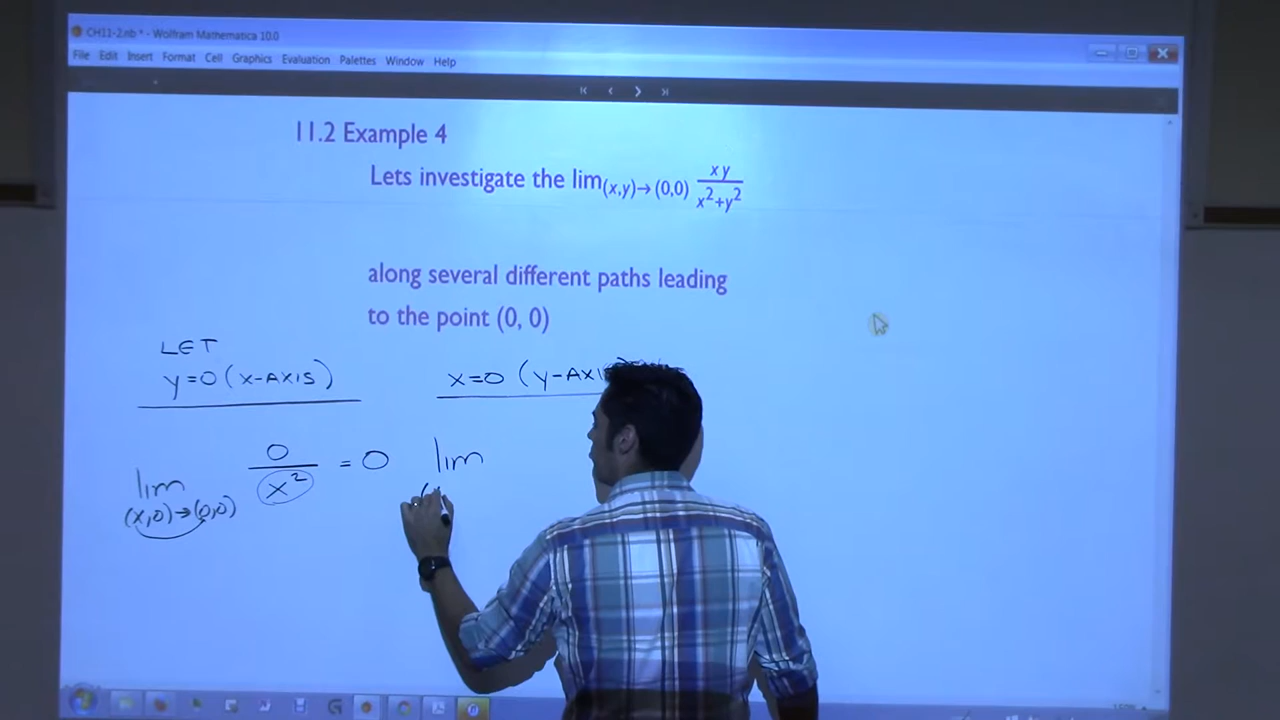 CH11-2.nb * - Wolfram Mathematica 10.0
File Edit Insert Format Cell Graphics Evaluation Palettes Window Help
11.2 Example 4
Lets investigate the lim(x,y)→(0,0) xy/x²+y²
along several different paths leading
to the point (0, 0)
LET
y=0 (x-AXIS)
x=0 (y-AXI
lim (x,0)→(0,0) 0/x² = 0
lim